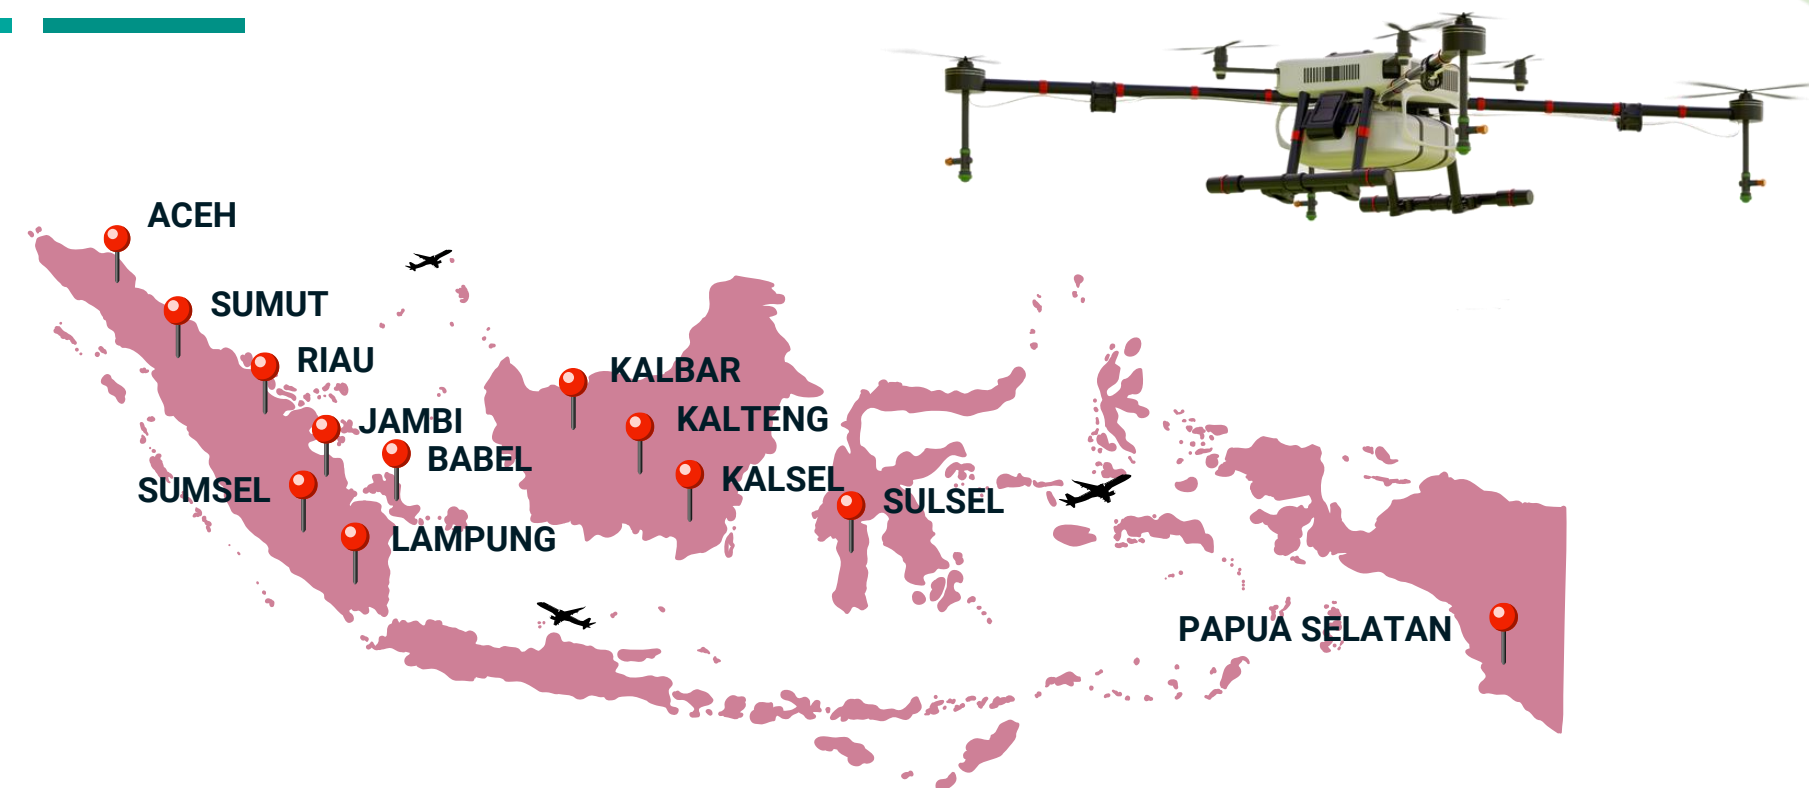 ACEH
SUMUT
RIAU
KALBAR
JAMBI
KALTENG
BABEL
KALSEL
SUMSEL
SULSEL
LAMPUNG
PAPUA SELATAN